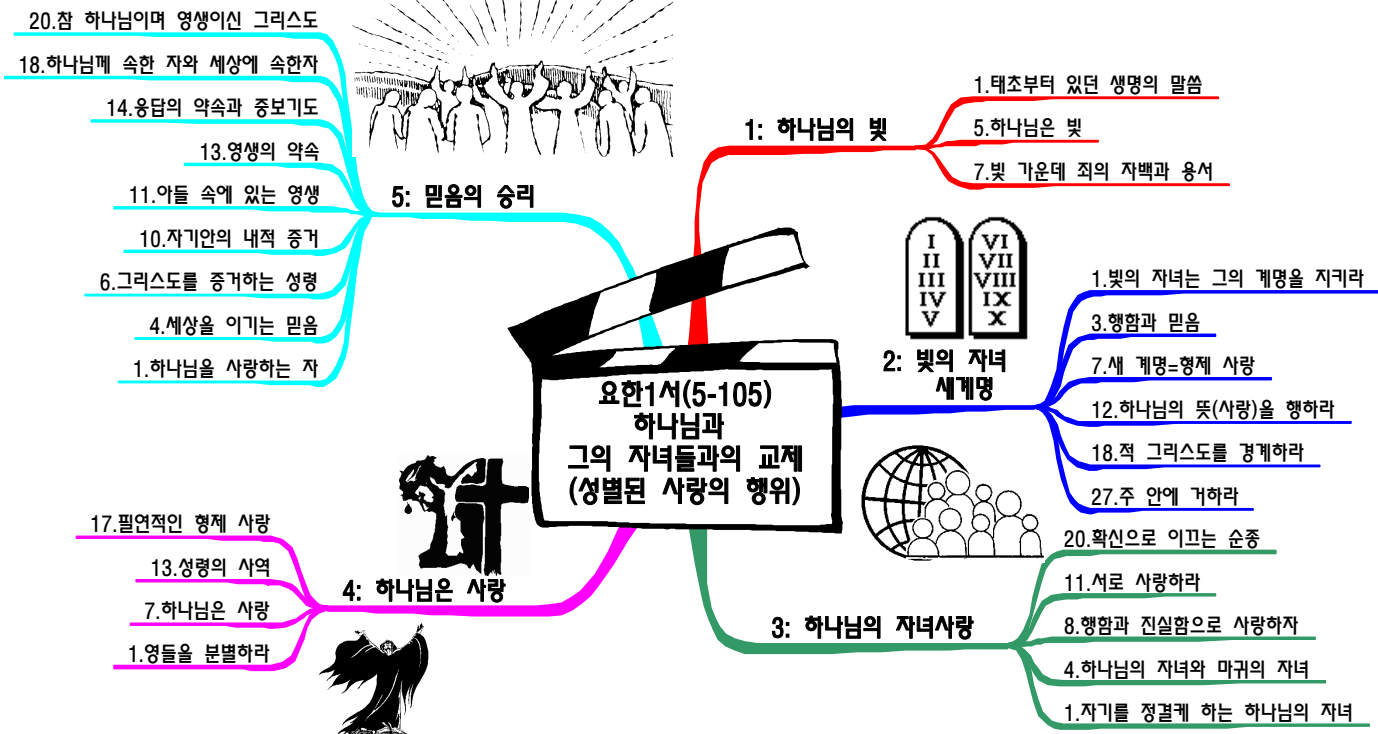 요한1서(5-105)
하나님과
그의 자녀들과의 교제
(성별된 사랑의 행위)
1: 하나님의 빛
1.태초부터 있던 생명의 말씀
5.하나님은 빛
7.빛 가운데 죄의 자백과 용서
I
II
III
IV
V
VI
VII
VIII
IX
X
2: 빛의 자녀
새계명
1.빛의 자녀는 그의 계명을 지키라
3.행함과 믿음
7.새 계명=형제 사랑
12.하나님의 뜻(사랑)을 행하라
18.적 그리스도를 경계하라
27.주 안에 거하라
3: 하나님의 자녀사랑
20.확신으로 이끄는 순종
11.서로 사랑하라
8.행함과 진실함으로 사랑하자
4.하나님의 자녀와 마귀의 자녀
1.자기를 정결케 하는 하나님의 자녀
4: 하나님은 사랑
17.필연적인 형제 사랑
13.성령의 사역
7.하나님은 사랑
1.영들을 분별하라
5: 믿음의 승리
20.참 하나님이며 영생이신 그리스도
18.하나님께 속한 자와 세상에 속한자
14.응답의 약속과 중보기도
13.영생의 약속
11.아들 속에 있는 영생
10.자기안의 내적 증거
6.그리스도를 증거하는 성령
4.세상을 이기는 믿음
1.하나님을 사랑하는 자